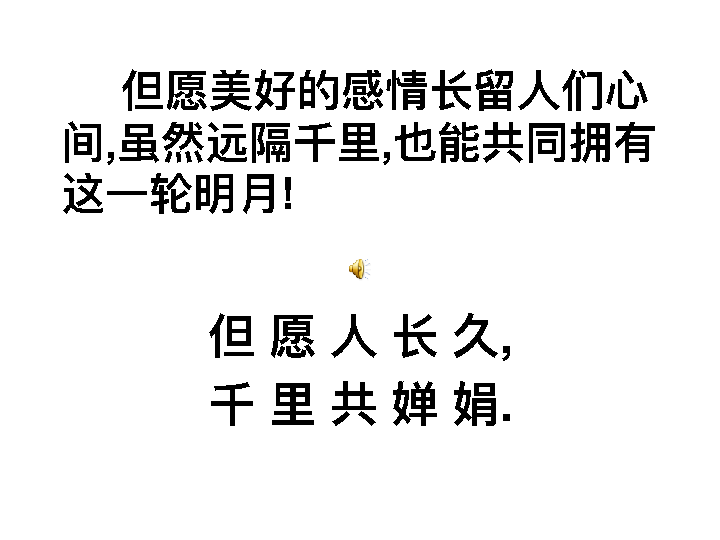 但愿美好的感情长留人们心
间,虽然远隔千里,也能共同拥有
这一轮明月!
但 愿 人 长 久,
千 里 共 婵 娟.